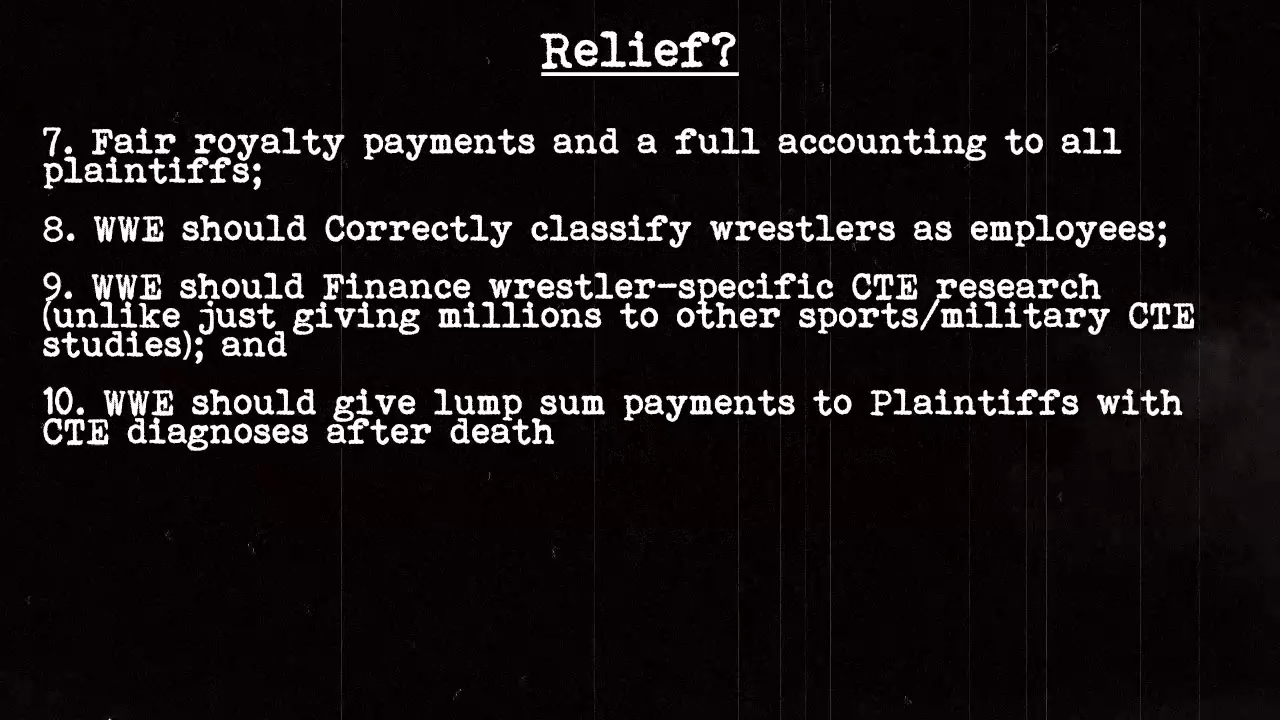 Relief?
7. Fair royalty payments and a full accounting to all
plaintiffs;
8. WWE should Correctly classify wrestlers as employees;
9. WWE should Finance wrestler-specific CTE research
(unlike just giving millions to other sports/military CTE
studies); and
10. WWE should give lump sum payments to Plaintiffs with
CTE diagnoses after death